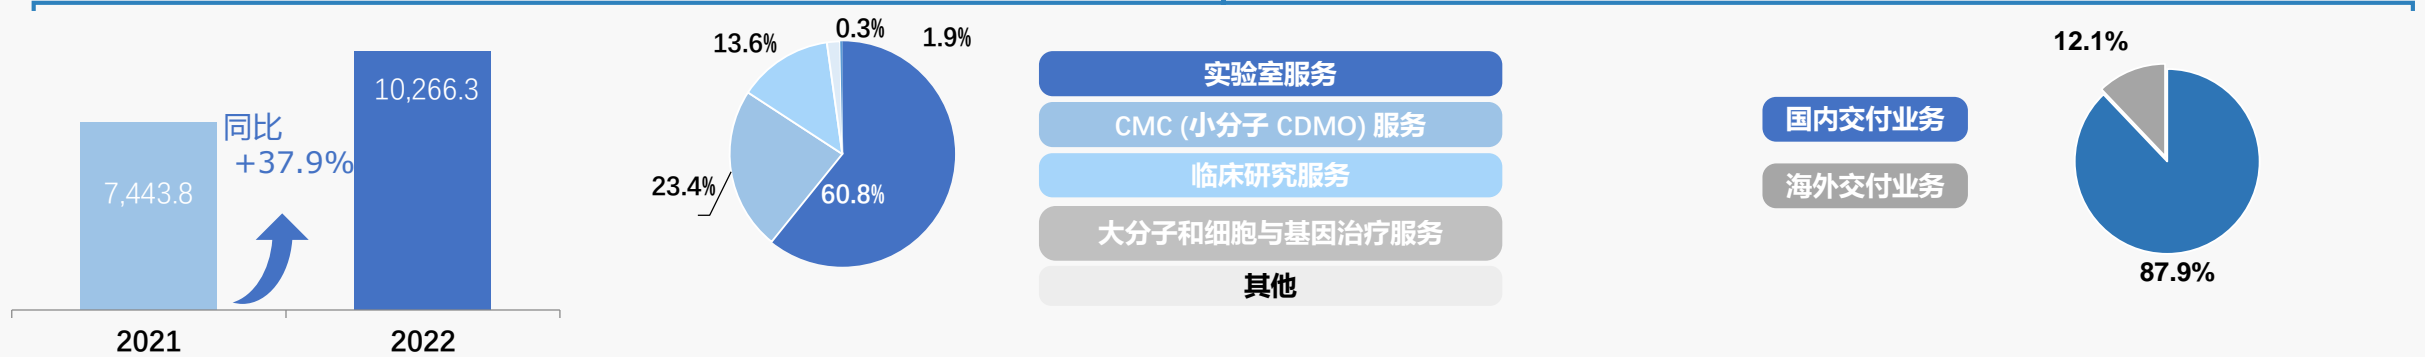 10,266.3
同比
+37.9%
7,443.8
2021
2022
0.3%
1.9%
13.6%
23.4%
60.8%
实验室服务
CMC (小分子 CDMO) 服务
临床研究服务
大分子和细胞与基因治疗服务
其他
国内交付业务
海外交付业务
12.1%
87.9%